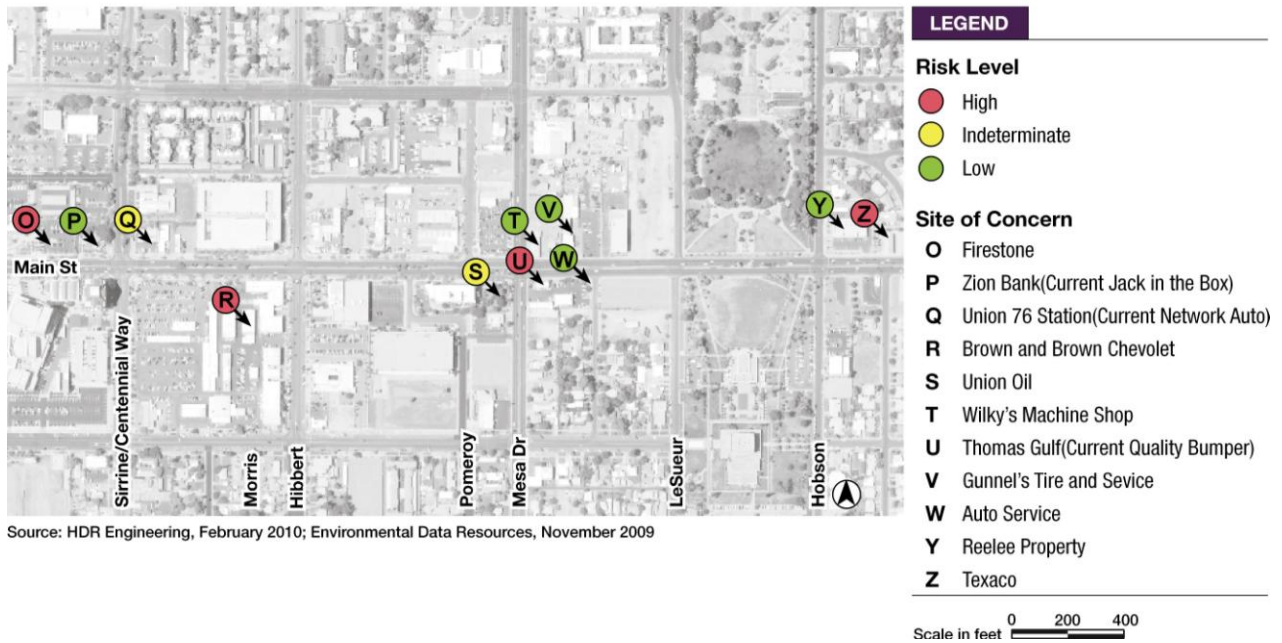 O
P
Q
R
S
T
U
V
W
Y
Z
Main St
Sirrine/Centennial Way
Morris
Hibbert
Pomeroy
Mesa Dr
LeSueur
Hobson
Source: HDR Engineering, February 2010; Environmental Data Resources, November 2009
LEGEND
Risk Level
High
Indeterminate
Low
Site of Concern
O Firestone
P Zion Bank(Current Jack in the Box)
Q Union 76 Station(Current Network Auto)
R Brown and Brown Chevolet
S Union Oil
T Wilky's Machine Shop
U Thomas Gulf(Current Quality Bumper)
V Gunnel's Tire and Sevice
W Auto Service
Y Reelee Property
Z Texaco
Scale in feet 0 200 400